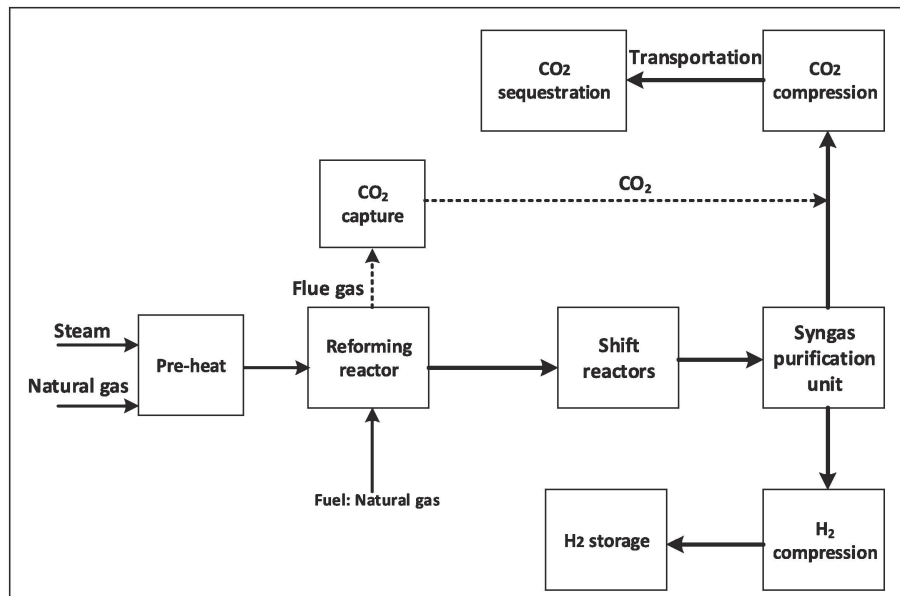 Transportation
CO2
sequestration
CO₂
compression
CO₂
capture
CO₂
Flue gas
Steam
Natural gas
Pre-heat
Reforming
reactor
Shift
reactors
Syngas
purification
unit
Fuel: Natural gas
H2 storage
H₂
compression